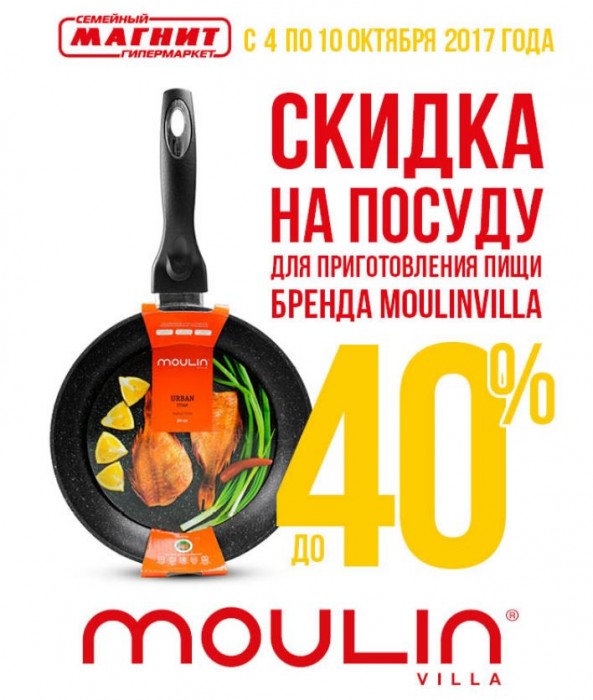 СЕМЕЙНЫЙ
МАГНИТ
ГИПЕРМАРКЕТ
С 4 ПО 10 ОКТЯБРЯ 2017 ГОДА
СКИДКА
НА ПОСУДУ
ДЛЯ ПРИГОТОВЛЕНИЯ ПИЩИ
БРЕНДА MOULINVILLA
ДО 40%
MOULIN
URBAN
MOULIN®
VILLA